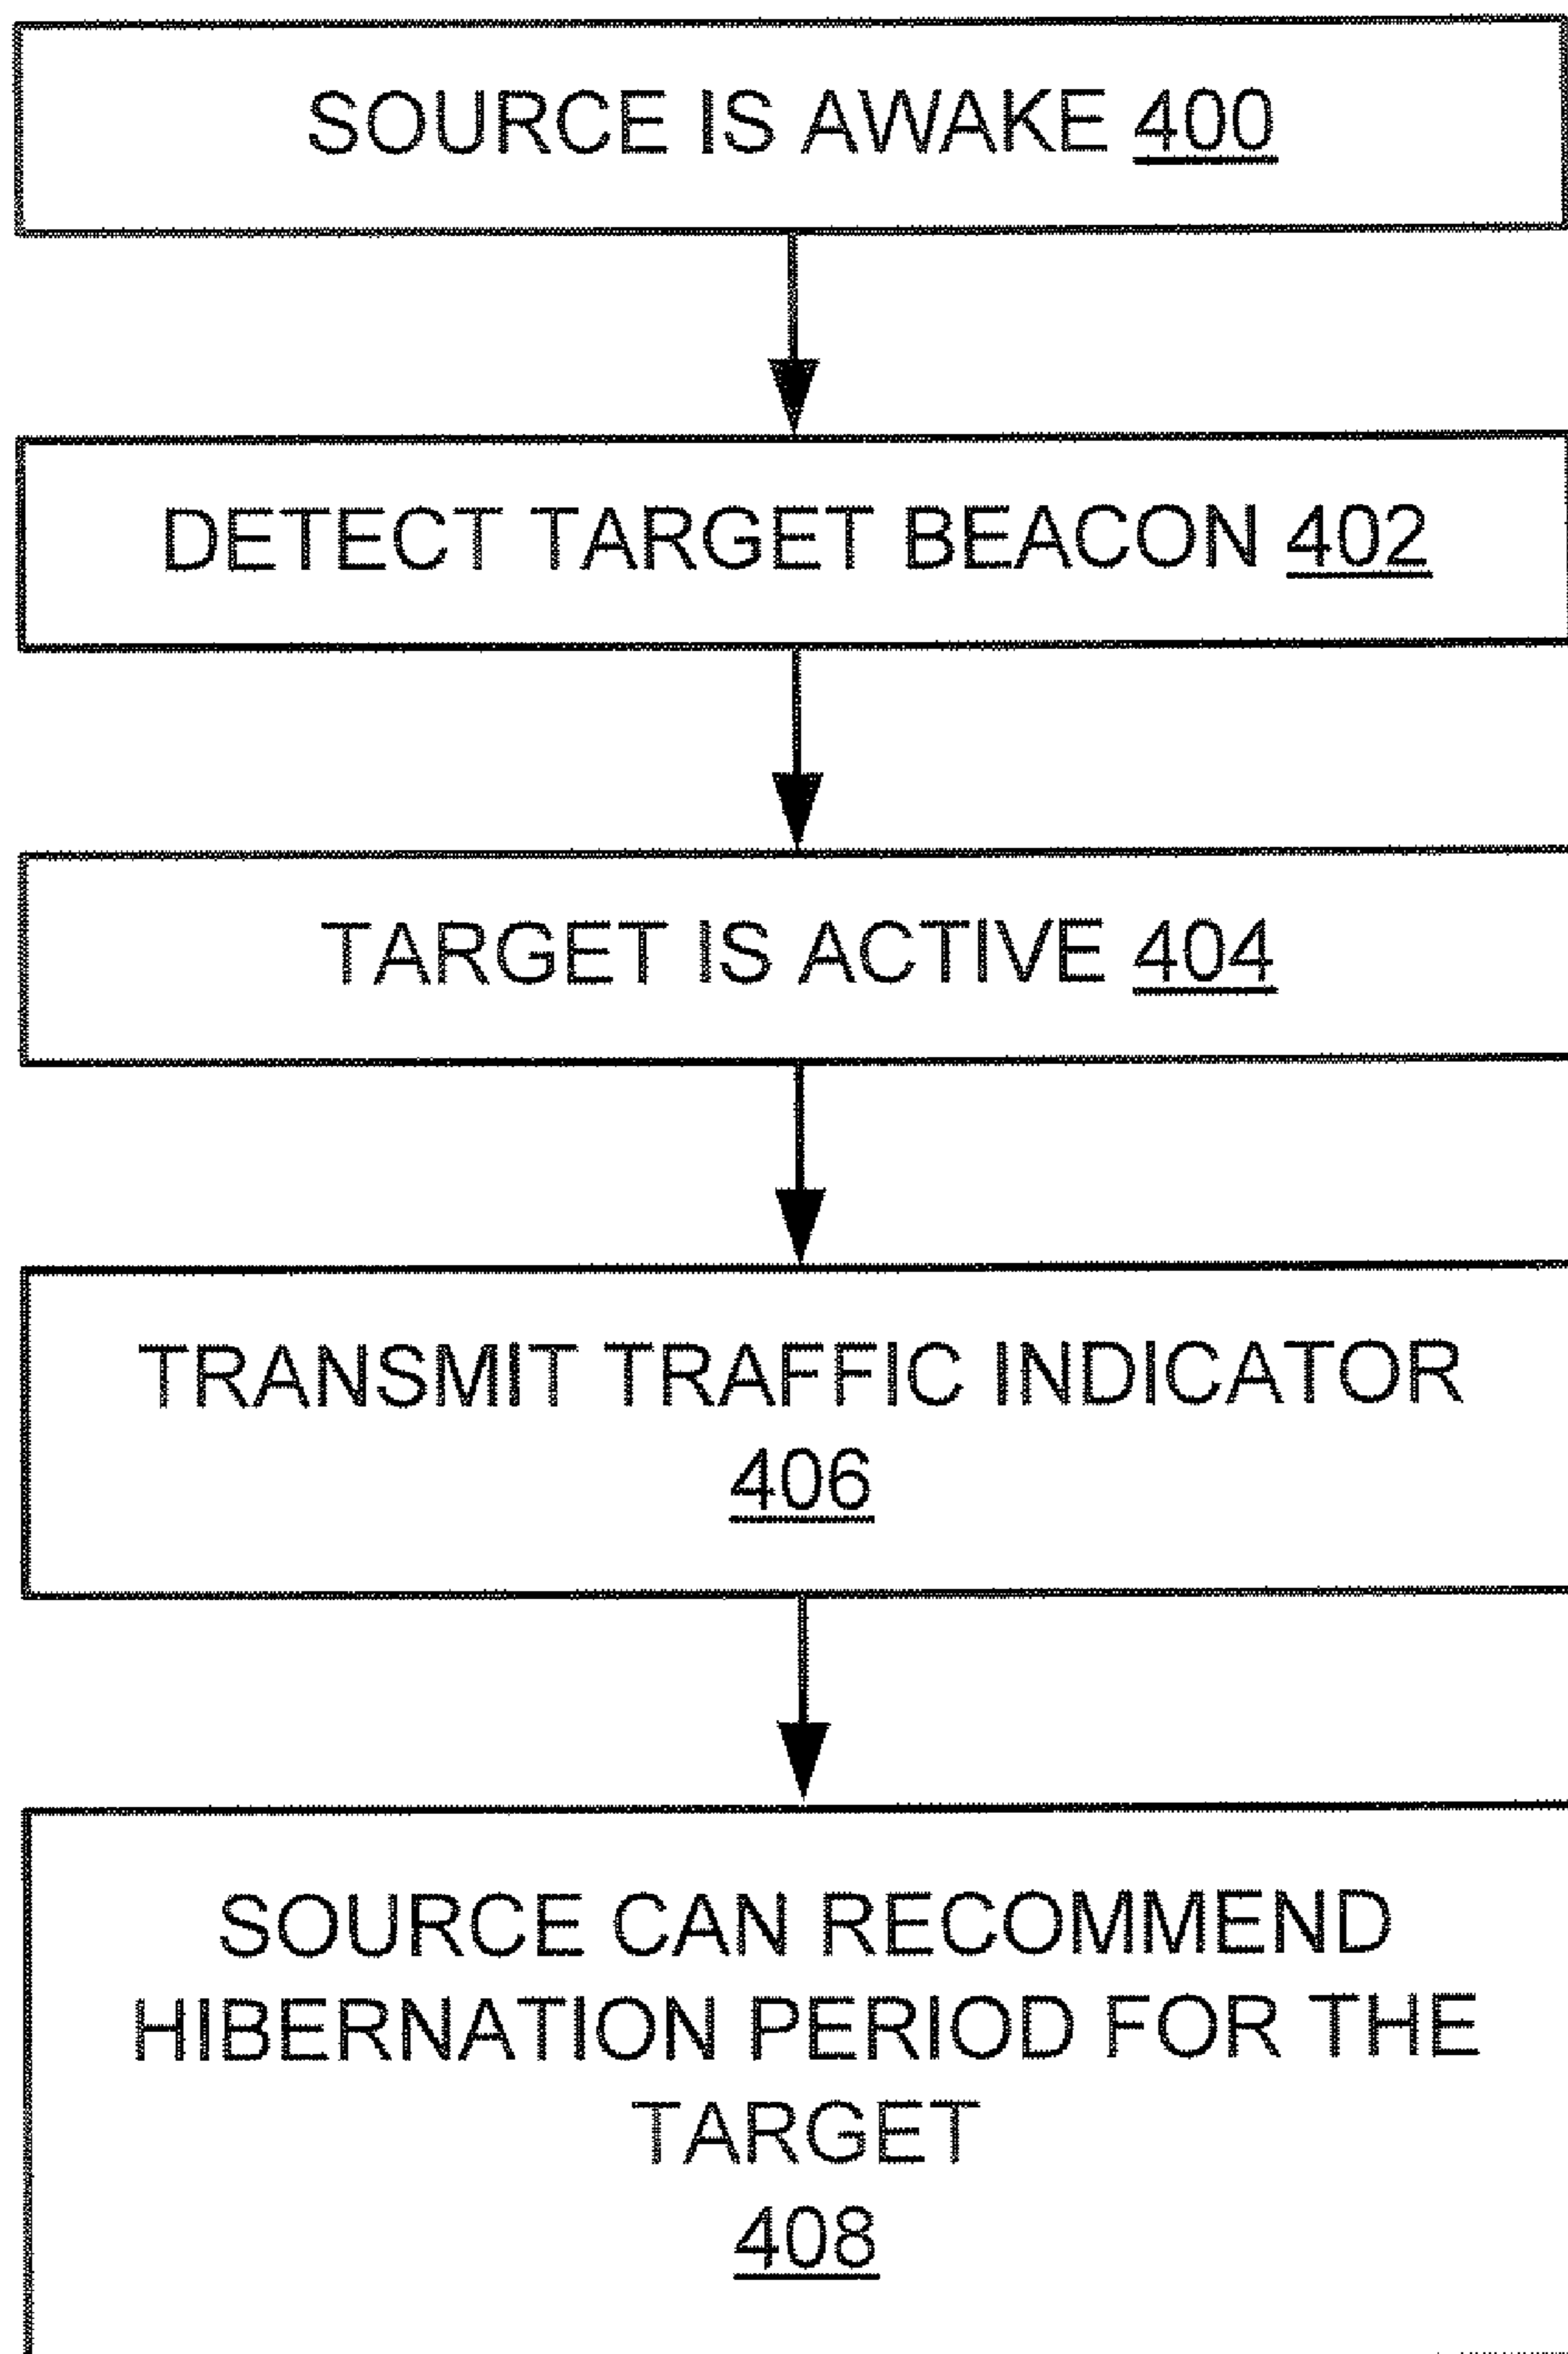 SOURCE IS AWAKE 400
DETECT TARGET BEACON 402
TARGET IS ACTIVE 404
TRANSMIT TRAFFIC INDICATOR
406
SOURCE CAN RECOMMEND
HIBERNATION PERIOD FOR THE
TARGET
408